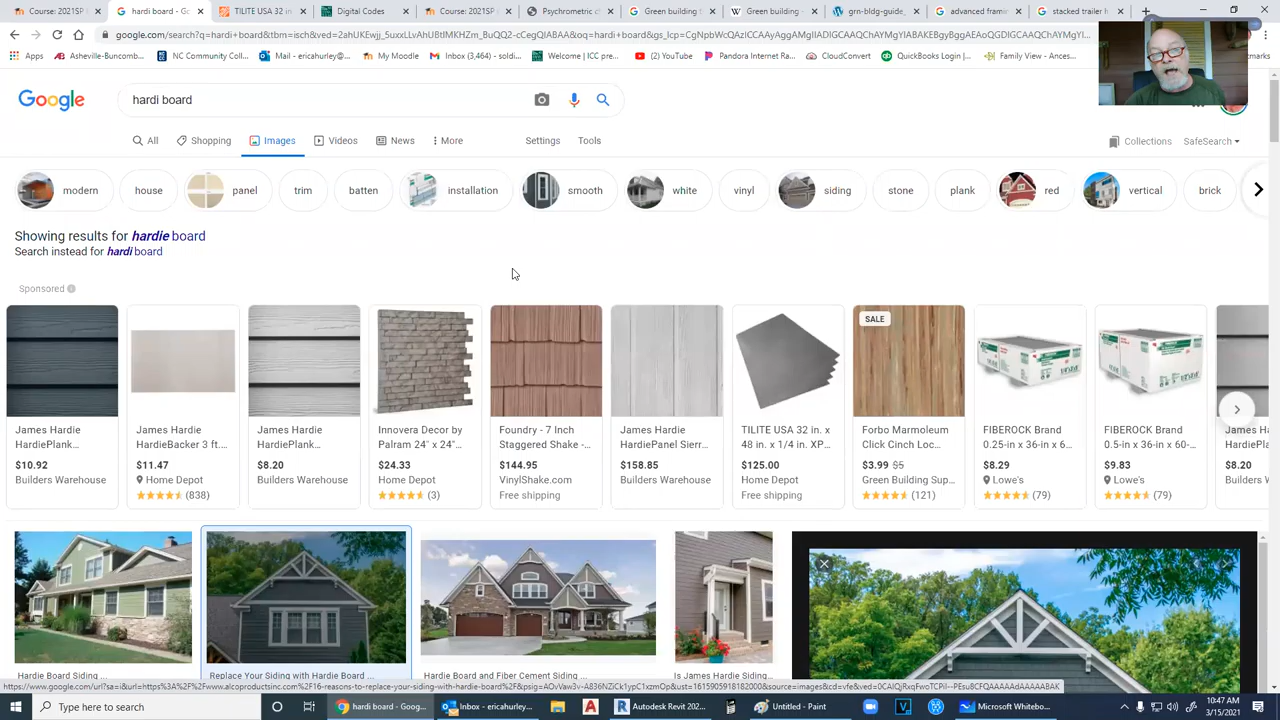 Course: 2021SP
hardi board - Go
TILITE USA 32 in
Digital Codes
Psychrometric c
Green building
Green building -
wrn-bldg-guide_
advanced frami
stacked trailer h
Apps
Asheville-Buncomb...
NC Community Coll...
Mail - ericahurley@...
My Moodle
Inbox (3,464)
Welcome ICC pre...
(2) YouTube
Pandora Internet Ra...
CloudConvert
QuickBooks Login |...
Family View - Ances...
Google
hardi board
All
Shopping
Images
Videos
News
More
Settings
Tools
Collections
SafeSearch
modern
house
panel
trim
batten
installation
smooth
white
vinyl
siding
stone
plank
red
vertical
brick
Showing results for hardie board
Search instead for hardi board
Sponsored
James Hardie
HardiePlank...
$10.92
Builders Warehouse
James Hardie
HardieBacker 3 ft....
$11.47
Home Depot
(838)
James Hardie
HardiePlank...
$8.20
Builders Warehouse
Innovera Decor by
Palram 24" x 24"...
$24.33
Home Depot
(3)
Foundry - 7 Inch
Staggered Shake -...
$144.95
VinylShake.com
Free shipping
James Hardie
HardiePanel Sierr...
$158.85
Builders Warehouse
TILITE USA 32 in. x
48 in. x 1/4 in. XP...
$125.00
Home Depot
Free shipping
SALE
Forbo Marmoleum
Click Cinch Loc...
$3.99 $5
Green Building Sup...
(121)
FIBEROCK Brand
0.25-in x 36-in x 6...
$8.29
Lowe's
(79)
FIBEROCK Brand
0.5-in x 36-in x 60-...
$9.83
Lowe's
(79)
James H
HardiePl
$8.20
Builders W
Hardie Board Siding ...
Replace Your Siding with Hardie Board ...
Hardie Board and Fiber Cement Siding ...
Is James Hardie Siding ...
Type here to search
hardi board - Goog...
Inbox - ericahurley...
Autodesk Revit 202...
Untitled - Paint
Microsoft Whitebo...
10:47 AM
3/15/2021